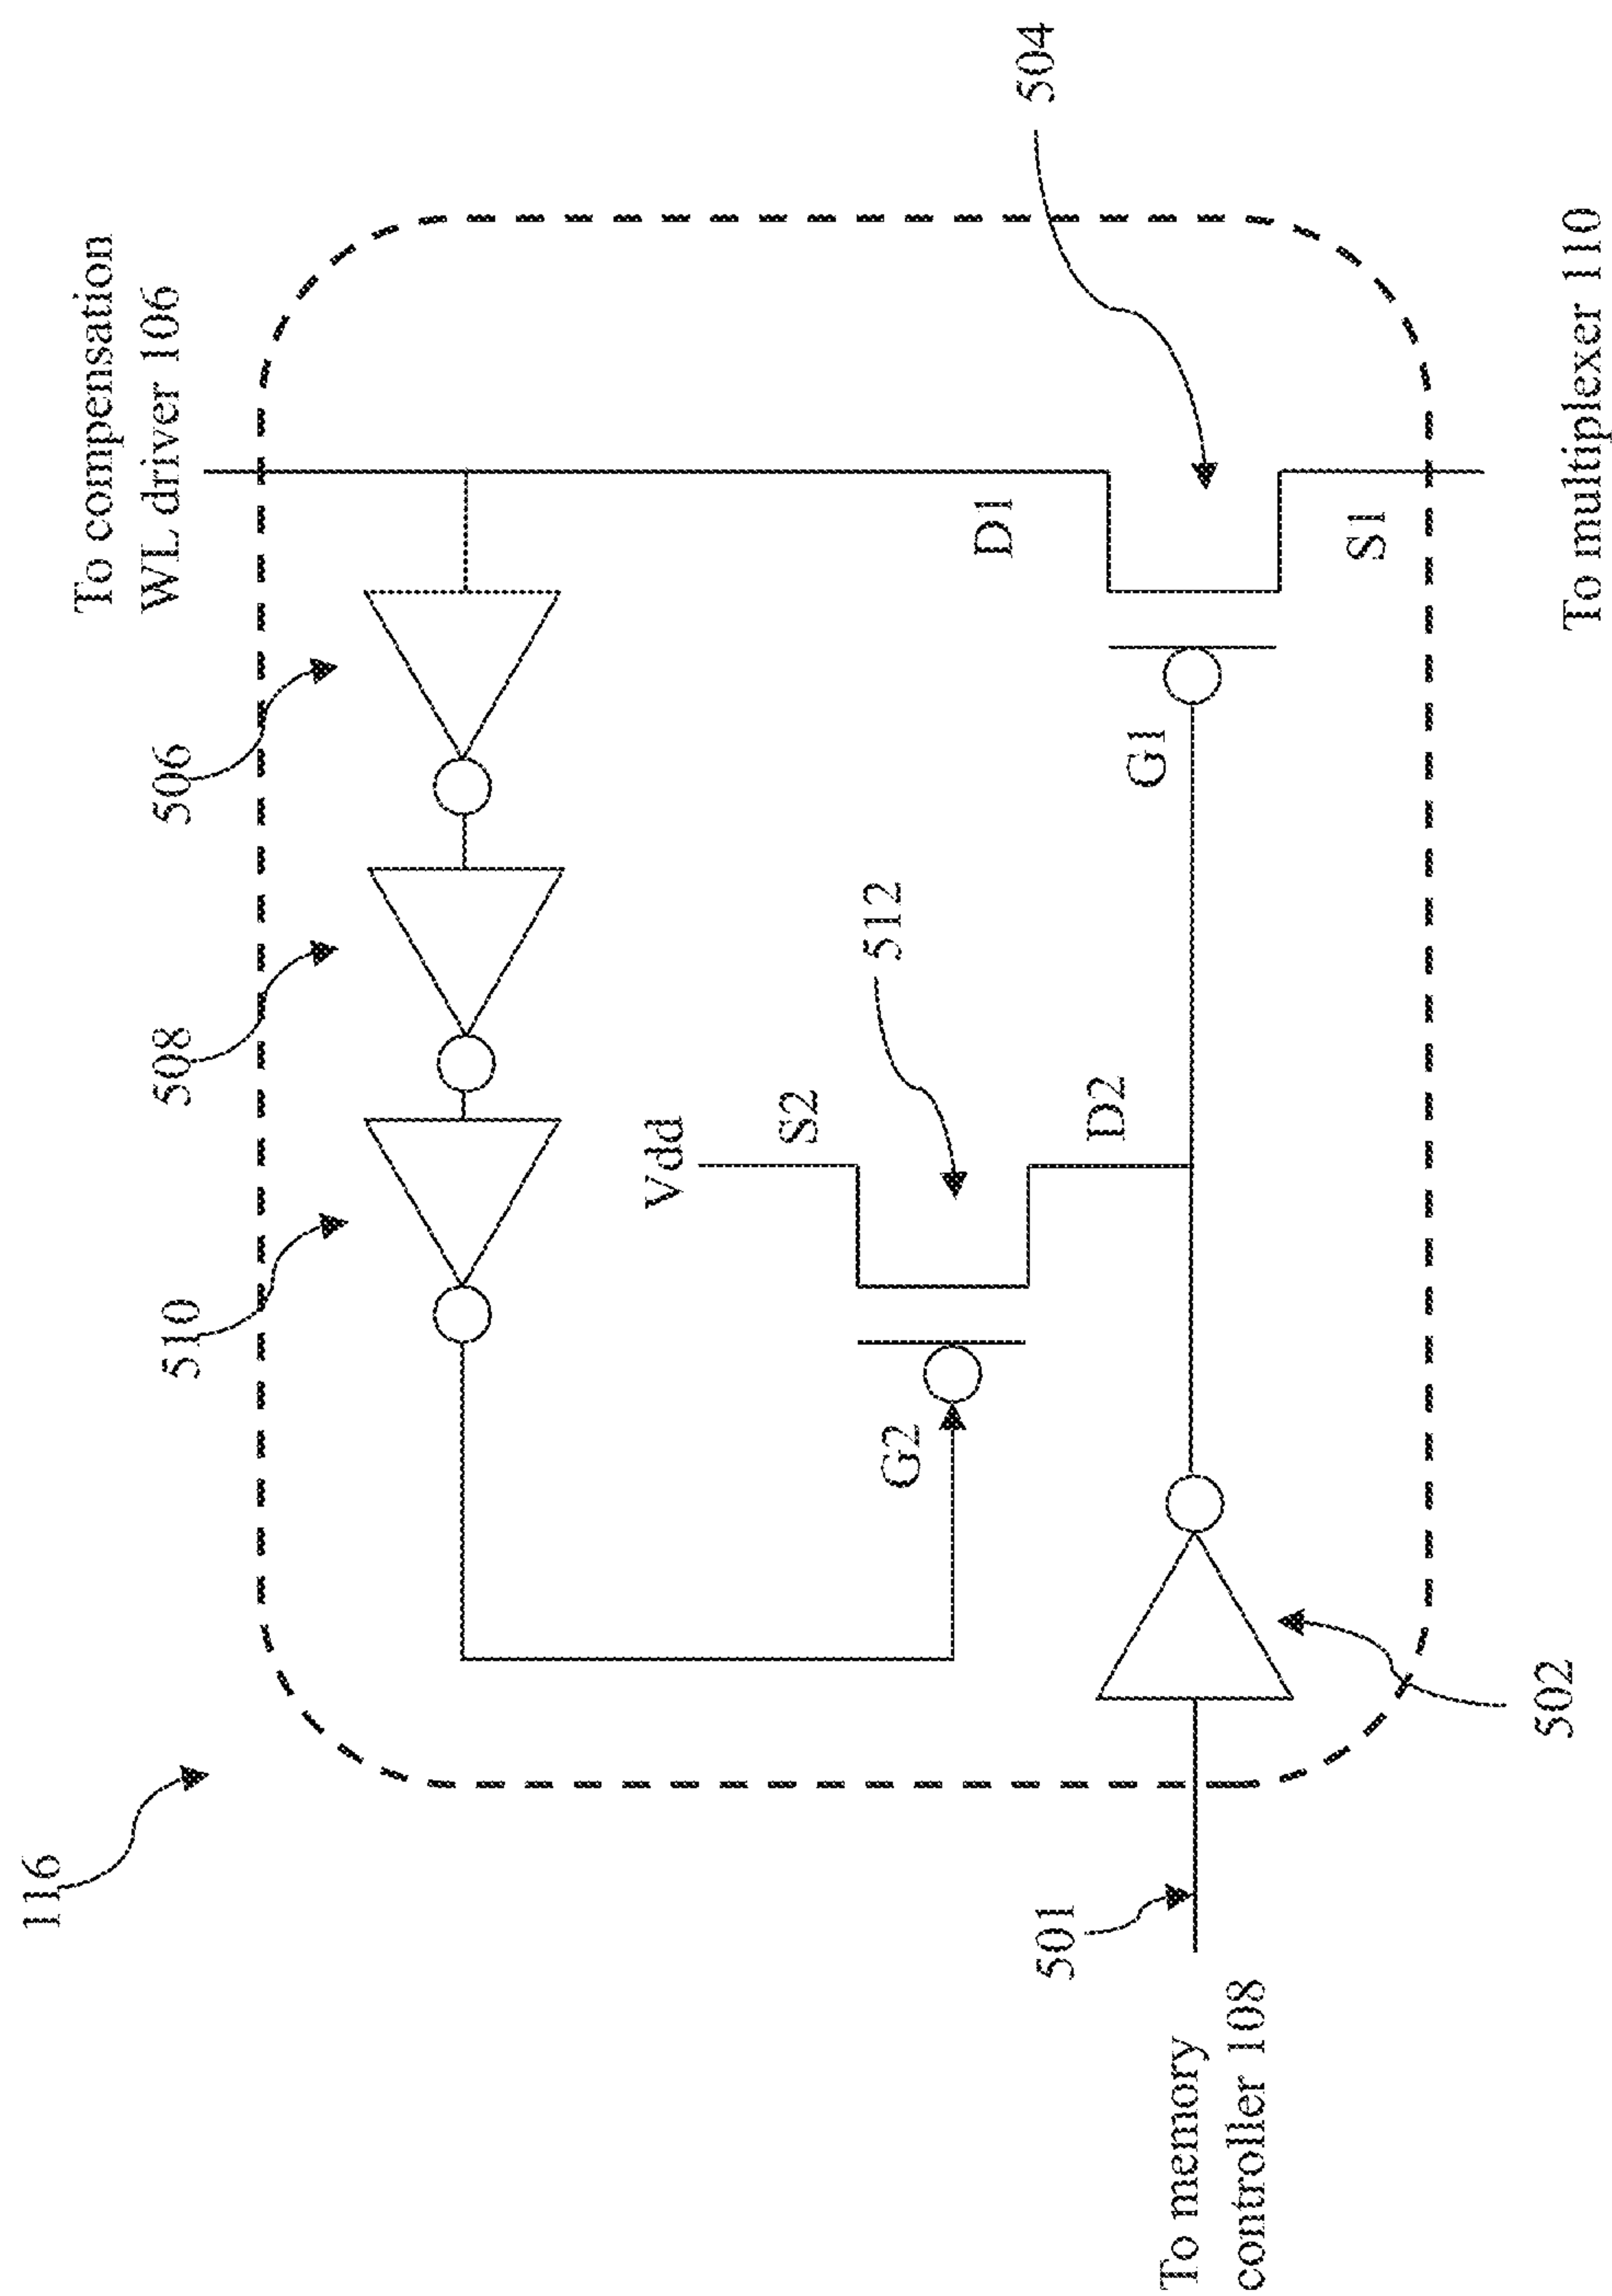 116
To compensation
WL driver 106
510
508
506
Vdd
S2
512
G2
D1
504
501
D2
G1
To memory
controller 108
S1
502
To multiplexer 110